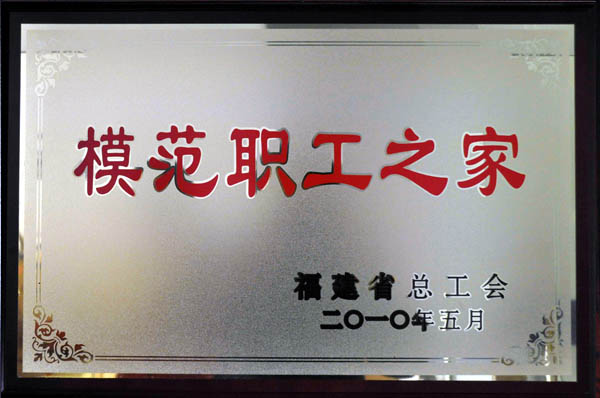 模范职工之家
福建省总工会
二〇一〇年五月